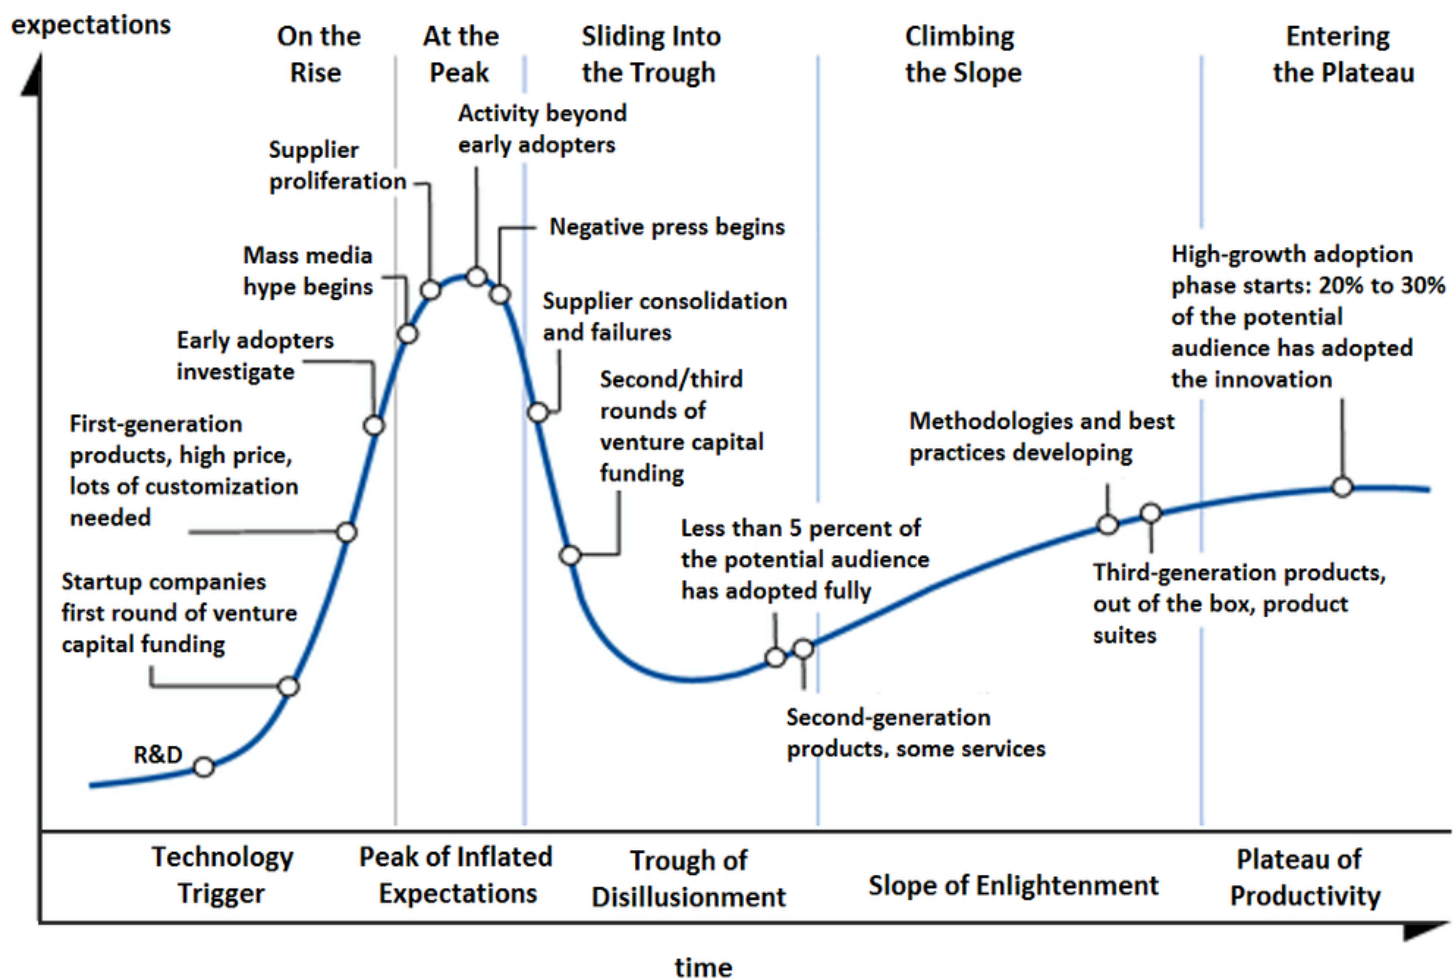 expectations
On the
Rise
At the
Peak
Sliding Into
the Trough
Climbing
the Slope
Entering
the Plateau
Activity beyond
early adopters
Supplier
proliferation
Negative press begins
Mass media
hype begins
High-growth adoption
phase starts: 20% to 30%
of the potential
audience has adopted
the innovation
Supplier consolidation
and failures
Early adopters
investigate
Second/third
rounds of
venture capital
funding
First-generation
products, high price,
lots of customization
needed
Methodologies and best
practices developing
Less than 5 percent of
the potential audience
has adopted fully
Startup companies
first round of venture
capital funding
Third-generation products,
out of the box, product
suites
Second-generation
products, some services
R&D
Technology
Trigger
Peak of Inflated
Expectations
Trough of
Disillusionment
Slope of Enlightenment
Plateau of
Productivity
time